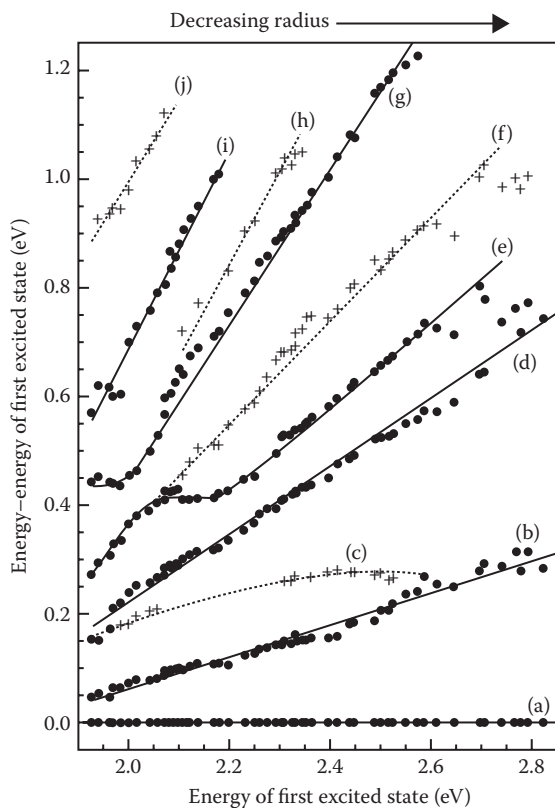 Decreasing radius
1.2
1.0
0.8
0.6
0.4
0.2
0.0
Energy–energy of first excited state (eV)
(j)
(i)
(h)
(g)
(f)
(e)
(d)
(c)
(b)
(a)
2.0
2.2
2.4
2.6
2.8
Energy of first excited state (eV)